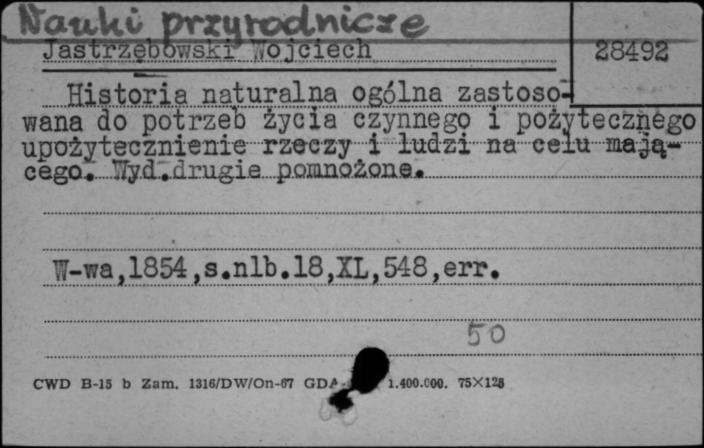 Nauki przyrodnicze
Jastrzębowski Wojciech
28492
Historia naturalna ogólna zastoso-
wana do potrzeb życia czynnego i pożytecznego
upożytecznienie rzeczy i ludzi na celu mają-
cego. Wyd.drugie pomnożone.
W-wa,1854,s.nlb.18,XL,548,err.
50
CWD B-15 b Zam. 1316/DW/On-67 GDA 1.400.000. 75X125